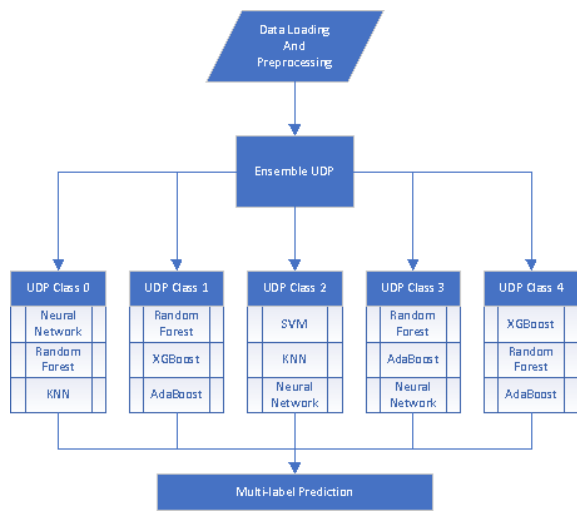 Data Loading
And
Preprocessing
Ensemble UDP
UDP Class 0
Neural
Network
Random
Forest
KNN
UDP Class 1
Random
Forest
XGBoost
AdaBoost
UDP Class 2
SVM
KNN
Neural
Network
UDP Class 3
Random
Forest
AdaBoost
Neural
Network
UDP Class 4
XGBoost
Random
Forest
AdaBoost
Multi-label Prediction